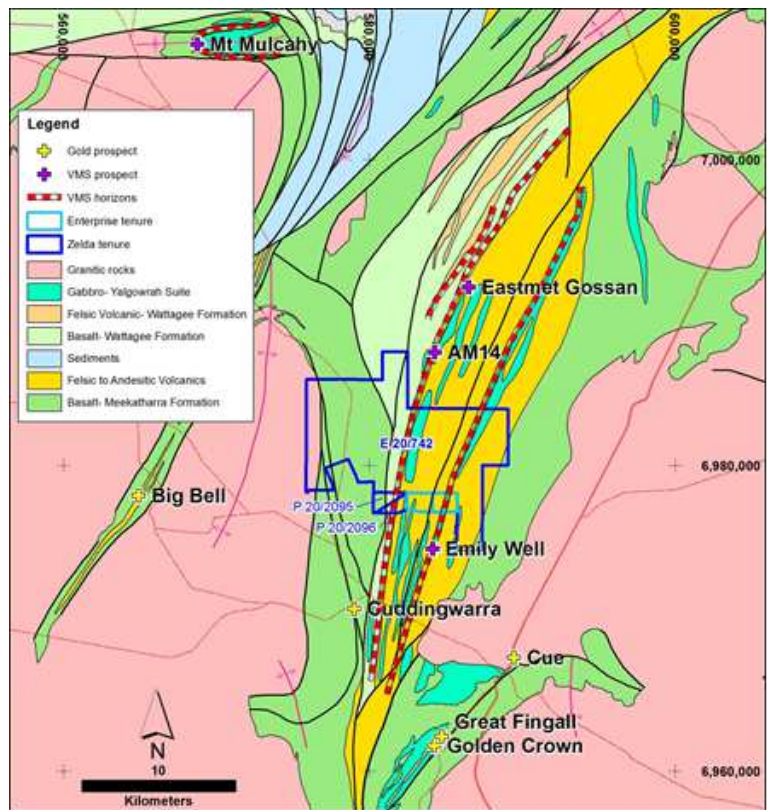 560,000
580,000
600,000
Mt Mulcahy
Legend
Gold prospect
VMS prospect
VMS horizons
Enterprise tenure
Zelda tenure
Granitic rocks
Gabbro- Yalgowrah Suite
Felsic Volcanic- Wattagee Formation
Basalt- Wattagee Formation
Sediments
Felsic to Andesitic Volcanics
Basalt- Meekatharra Formation
7,000,000
Eastmet Gossan
AM14
E 20/742
6,980,000
Big Bell
P 20/2095
P 20/2096
Emily Well
Cuddingwarra
Cue
Great Fingall
Golden Crown
N
10
Kilometers
6,960,000